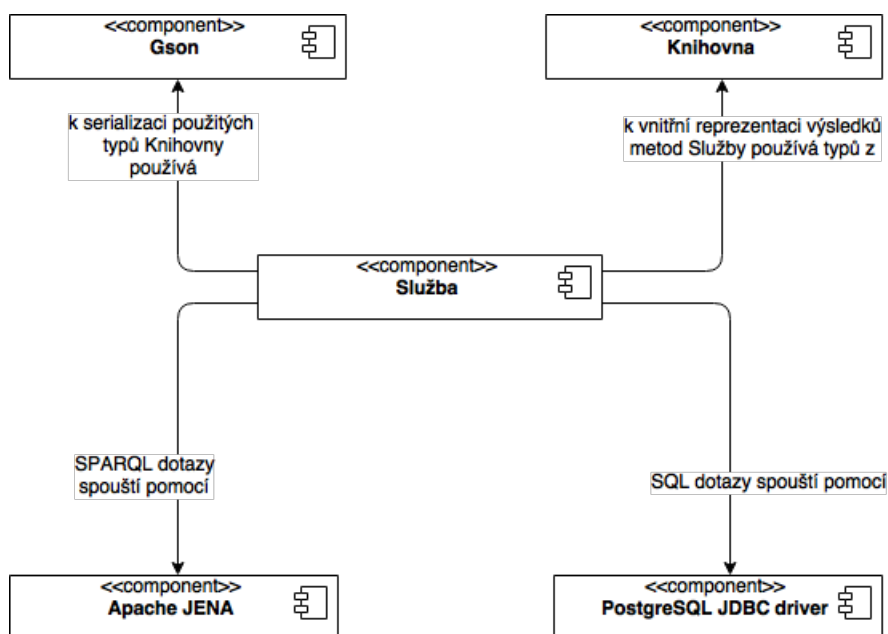 <<component>>
Gson
<<component>>
Knihovna
k serializaci použitých
typů Knihovny
používá
k vnitřní reprezentaci výsledků
metod Služby používá typů z
<<component>>
Služba
SPARQL dotazy
spouští pomocí
SQL dotazy spouští pomocí
<<component>>
Apache JENA
<<component>>
PostgreSQL JDBC driver